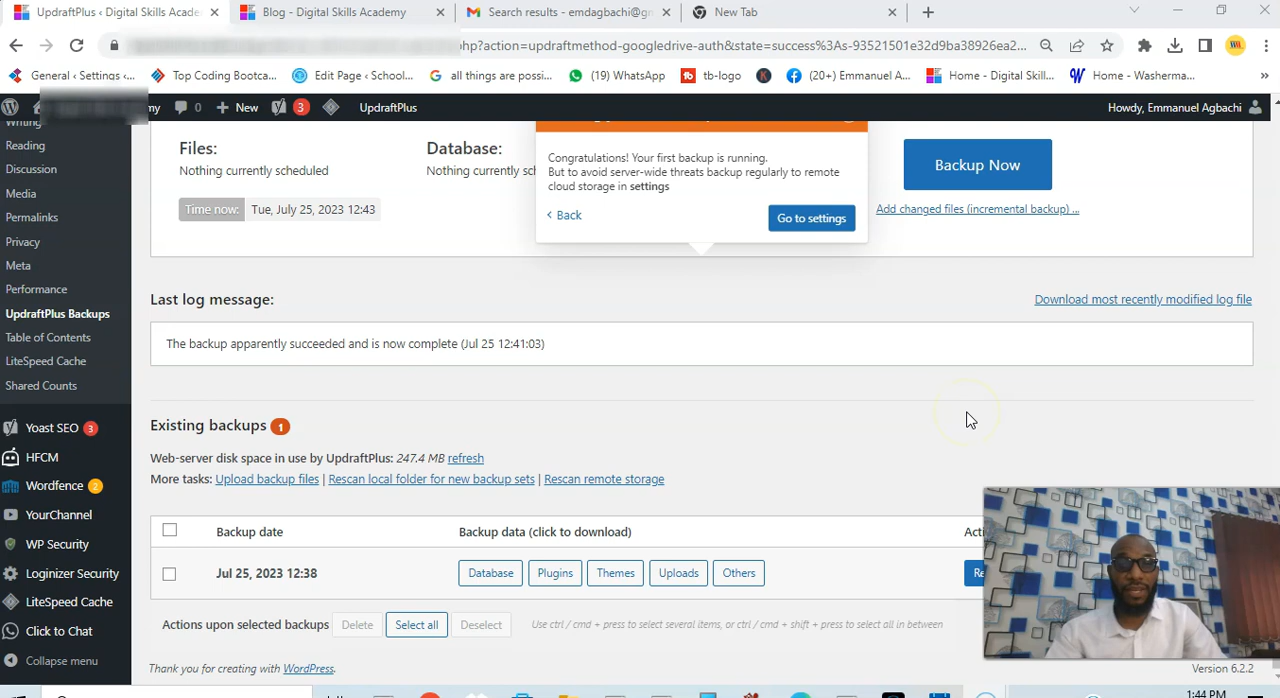 UpdraftPlus ‹ Digital Skills Acade
Blog - Digital Skills Academy
Search results - emdagbachi@gn
New Tab
php?action=updraftmethod-googledrive-auth&state=success%3As-93521501e32d9ba38926ea2...
General ‹ Settings ‹...
Top Coding Bootca...
Edit Page ‹ School...
all things are possi...
(19) WhatsApp
tb-logo
(20+) Emmanuel A...
Home - Digital Skill...
Home - Washerma...
my
0
New
3
UpdraftPlus
Howdy, Emmanuel Agbachi
Writing
Reading
Discussion
Media
Permalinks
Privacy
Meta
Performance
UpdraftPlus Backups
Table of Contents
LiteSpeed Cache
Shared Counts
Yoast SEO 3
HFCM
Wordfence 2
YourChannel
WP Security
Loginizer Security
LiteSpeed Cache
Click to Chat
Collapse menu
Files:
Nothing currently scheduled
Database:
Nothing currently sch
Time now: Tue, July 25, 2023 12:43
Congratulations! Your first backup is running.
But to avoid server-wide threats backup regularly to remote
cloud storage in settings
Back
Go to settings
Backup Now
Add changed files (incremental backup) ...
Last log message:
Download most recently modified log file
The backup apparently succeeded and is now complete (Jul 25 12:41:03)
Existing backups 1
Web-server disk space in use by UpdraftPlus: 247.4 MB refresh
More tasks: Upload backup files | Rescan local folder for new backup sets | Rescan remote storage
Backup date
Backup data (click to download)
Acti
Jul 25, 2023 12:38
Database
Plugins
Themes
Uploads
Others
Re
Actions upon selected backups
Delete
Select all
Deselect
Use ctrl / cmd + press to select several items, or ctrl / cmd + shift + press to select all in between
Thank you for creating with WordPress.
Version 6.2.2
1:44 PM